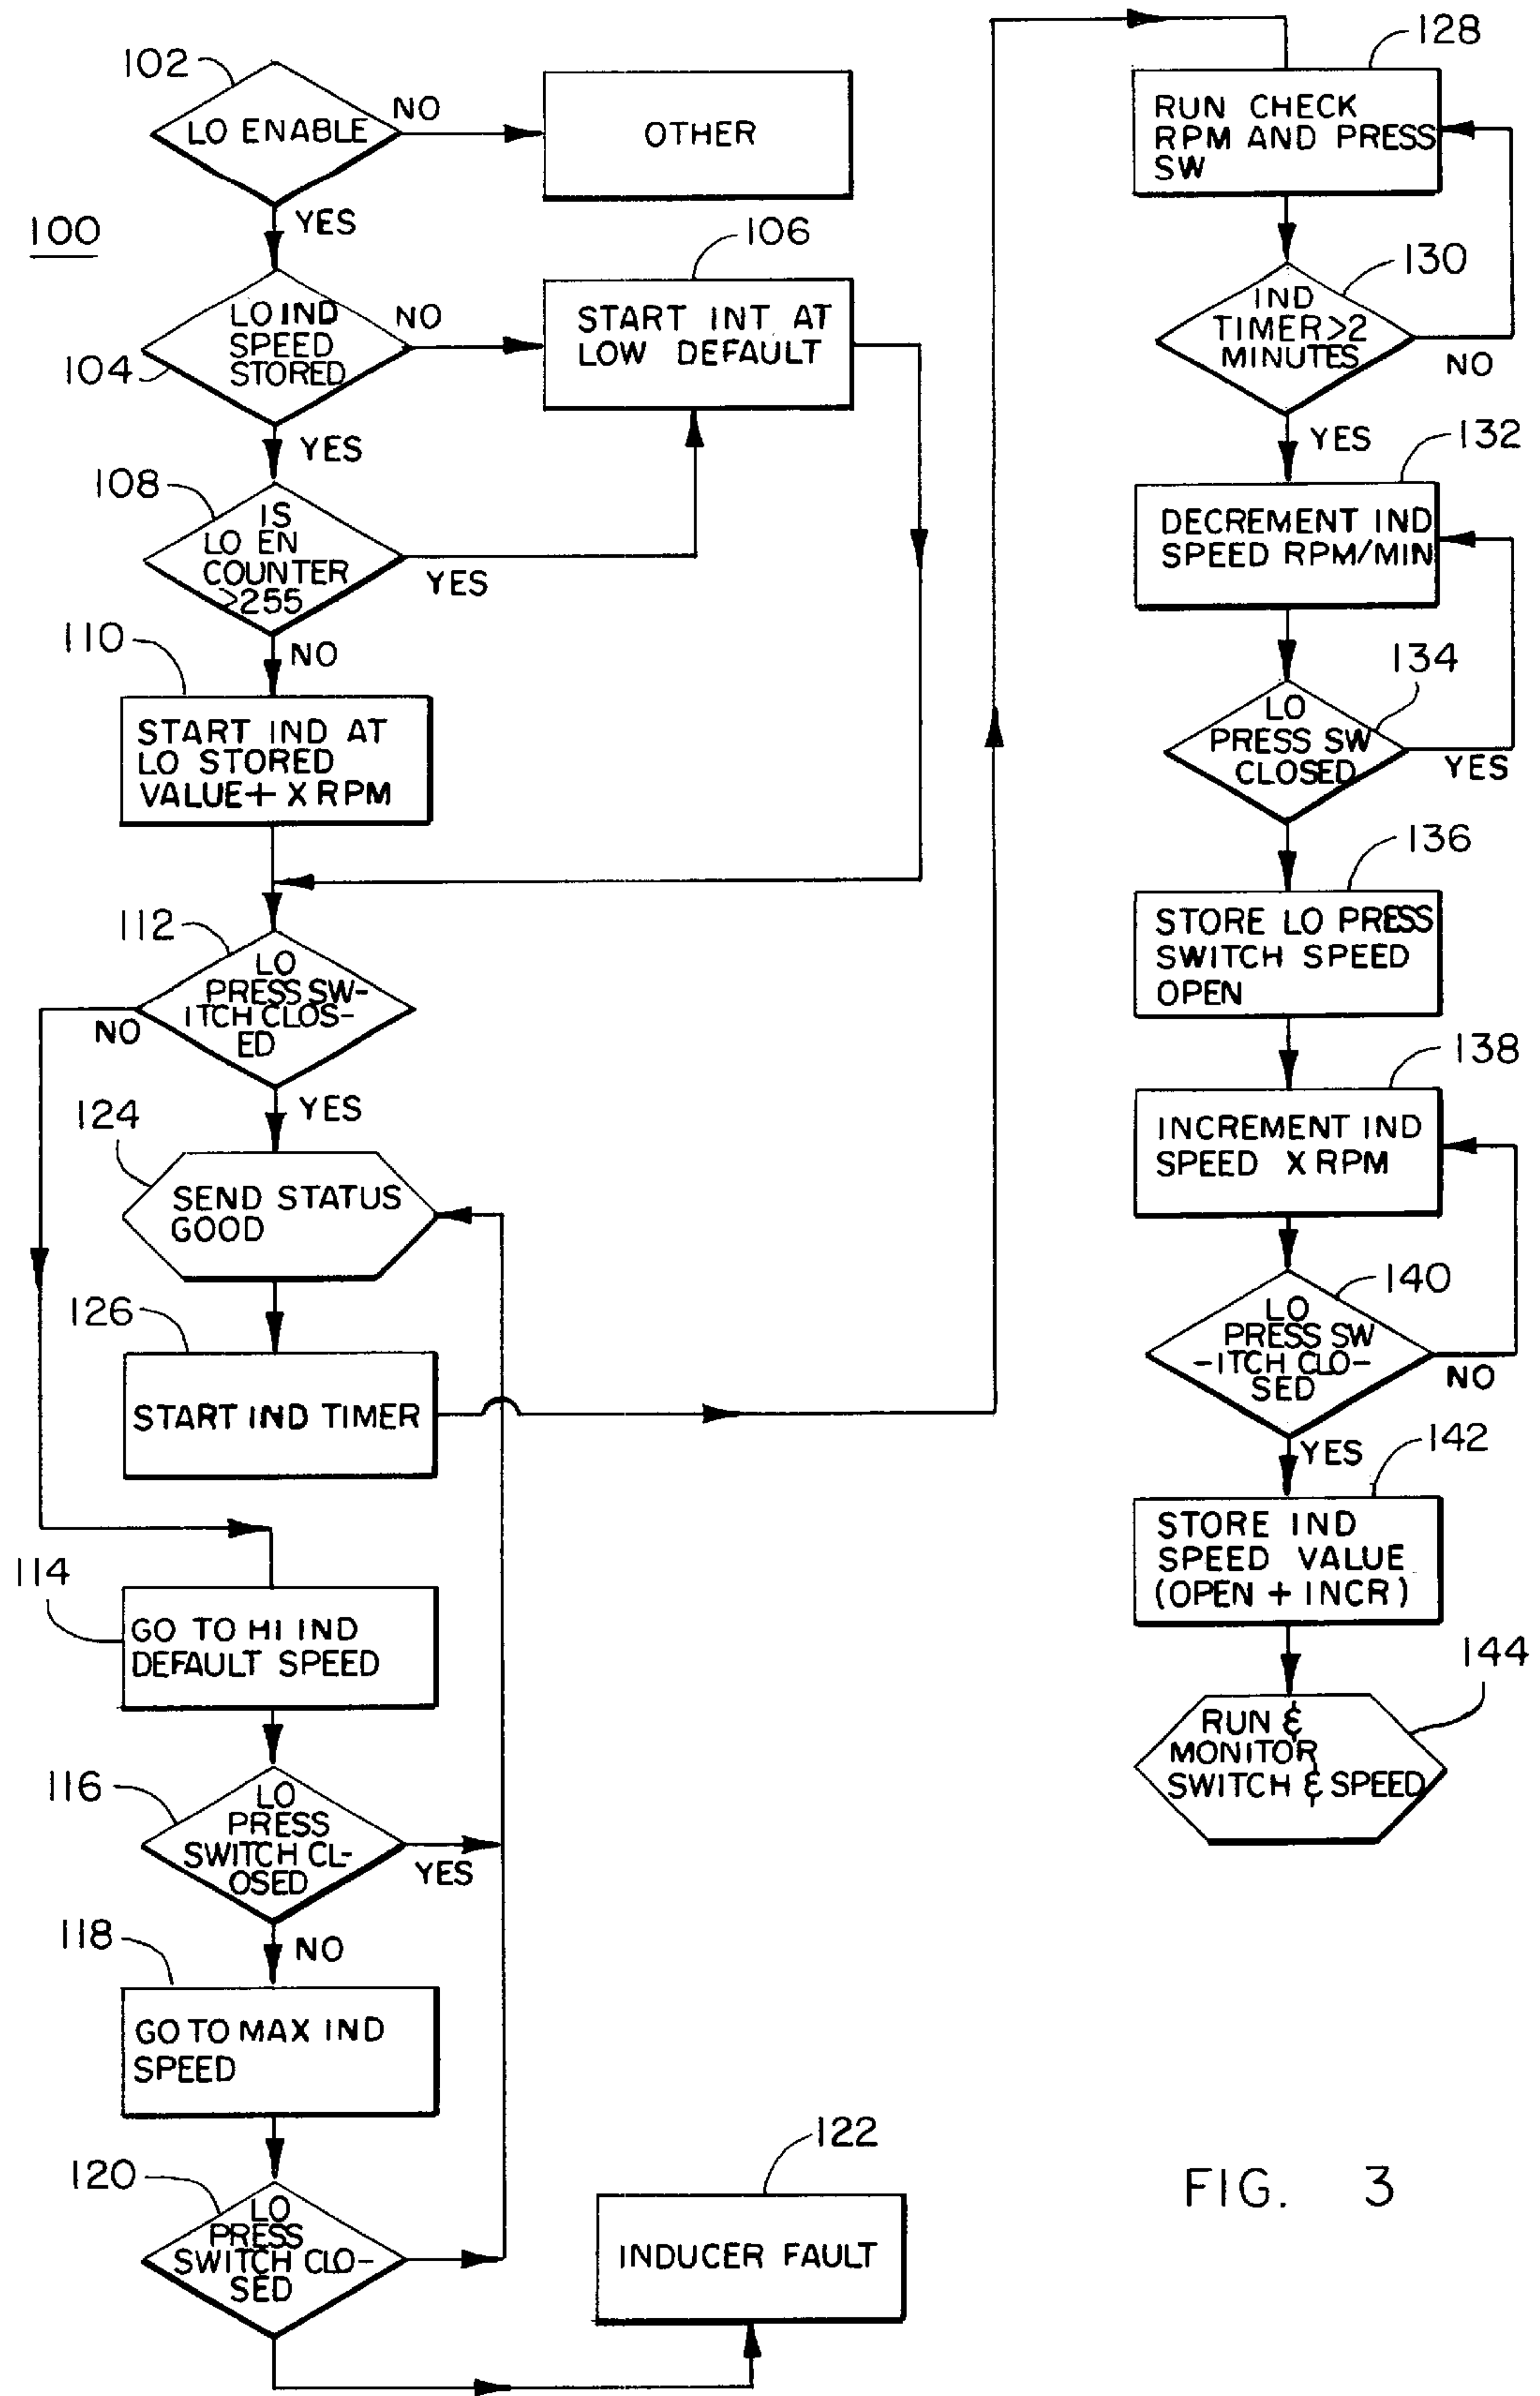 102
LO ENABLE
NO
OTHER
YES
100
104
LO IND
SPEED
STORED
NO
106
START INT AT
LOW DEFAULT
YES
108
IS
LO EN
COUNTER
>255
YES
NO
110
START IND AT
LO STORED
VALUE+ X RPM
112
LO
PRESS SW-
ITCH CLOS-
ED
NO
YES
124
SEND STATUS
GOOD
126
START IND TIMER
114
GO TO HI IND
DEFAULT SPEED
116
LO
PRESS
SWITCH CL-
OSED
YES
NO
118
GO TO MAX IND
SPEED
120
LO
PRESS
SWITCH CLO-
SED
122
INDUCER FAULT
128
RUN CHECK
RPM AND PRESS
SW
130
IND
TIMER>2
MINUTES
NO
YES
132
DECREMENT IND
SPEED RPM/MIN
134
LO
PRESS SW
CLOSED
YES
136
STORE LO PRESS
SWITCH SPEED
OPEN
138
INCREMENT IND
SPEED X RPM
140
LO
PRESS SW
-ITCH CLO-
SED
NO
YES
142
STORE IND
SPEED VALUE
(OPEN + INCR)
144
RUN &
MONITOR
SWITCH & SPEED
FIG. 3